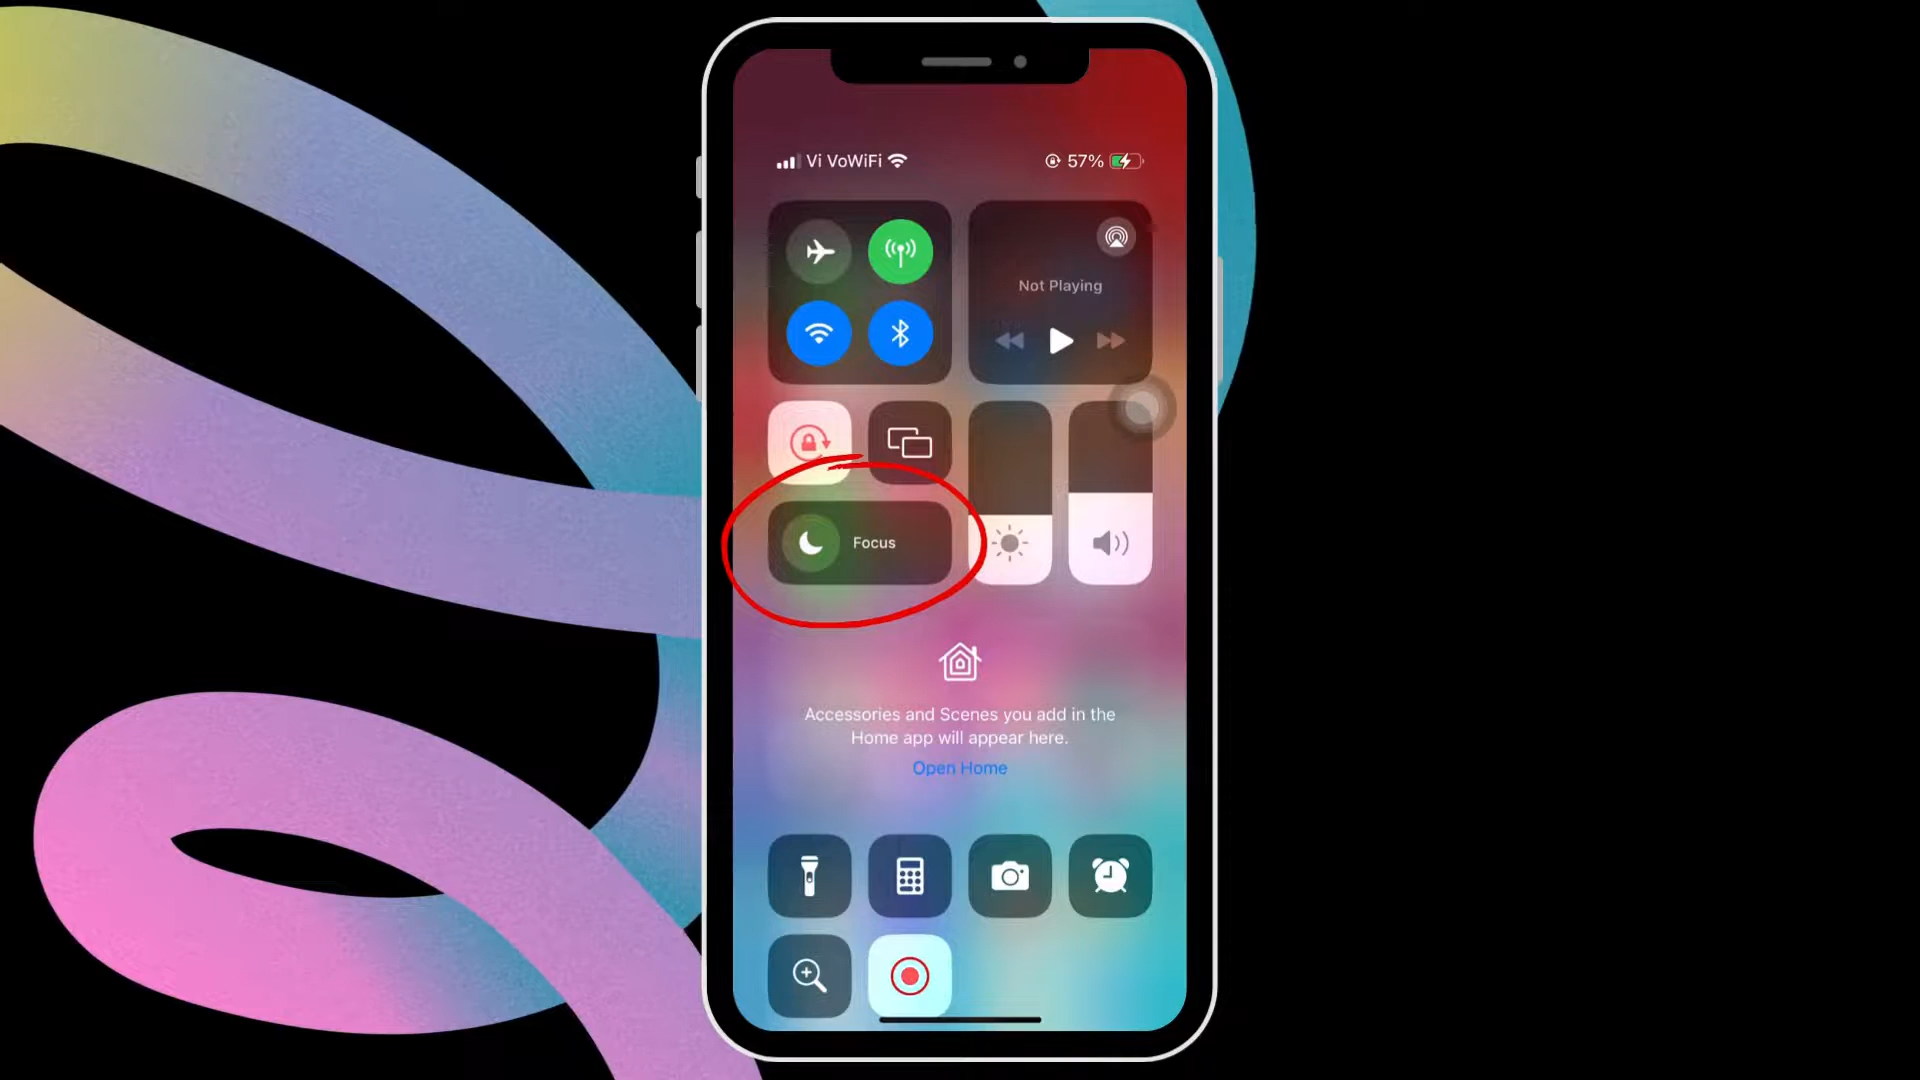 Vi VoWiFi 57%
Not Playing
Focus
Accessories and Scenes you add in the
Home app will appear here.
Open Home